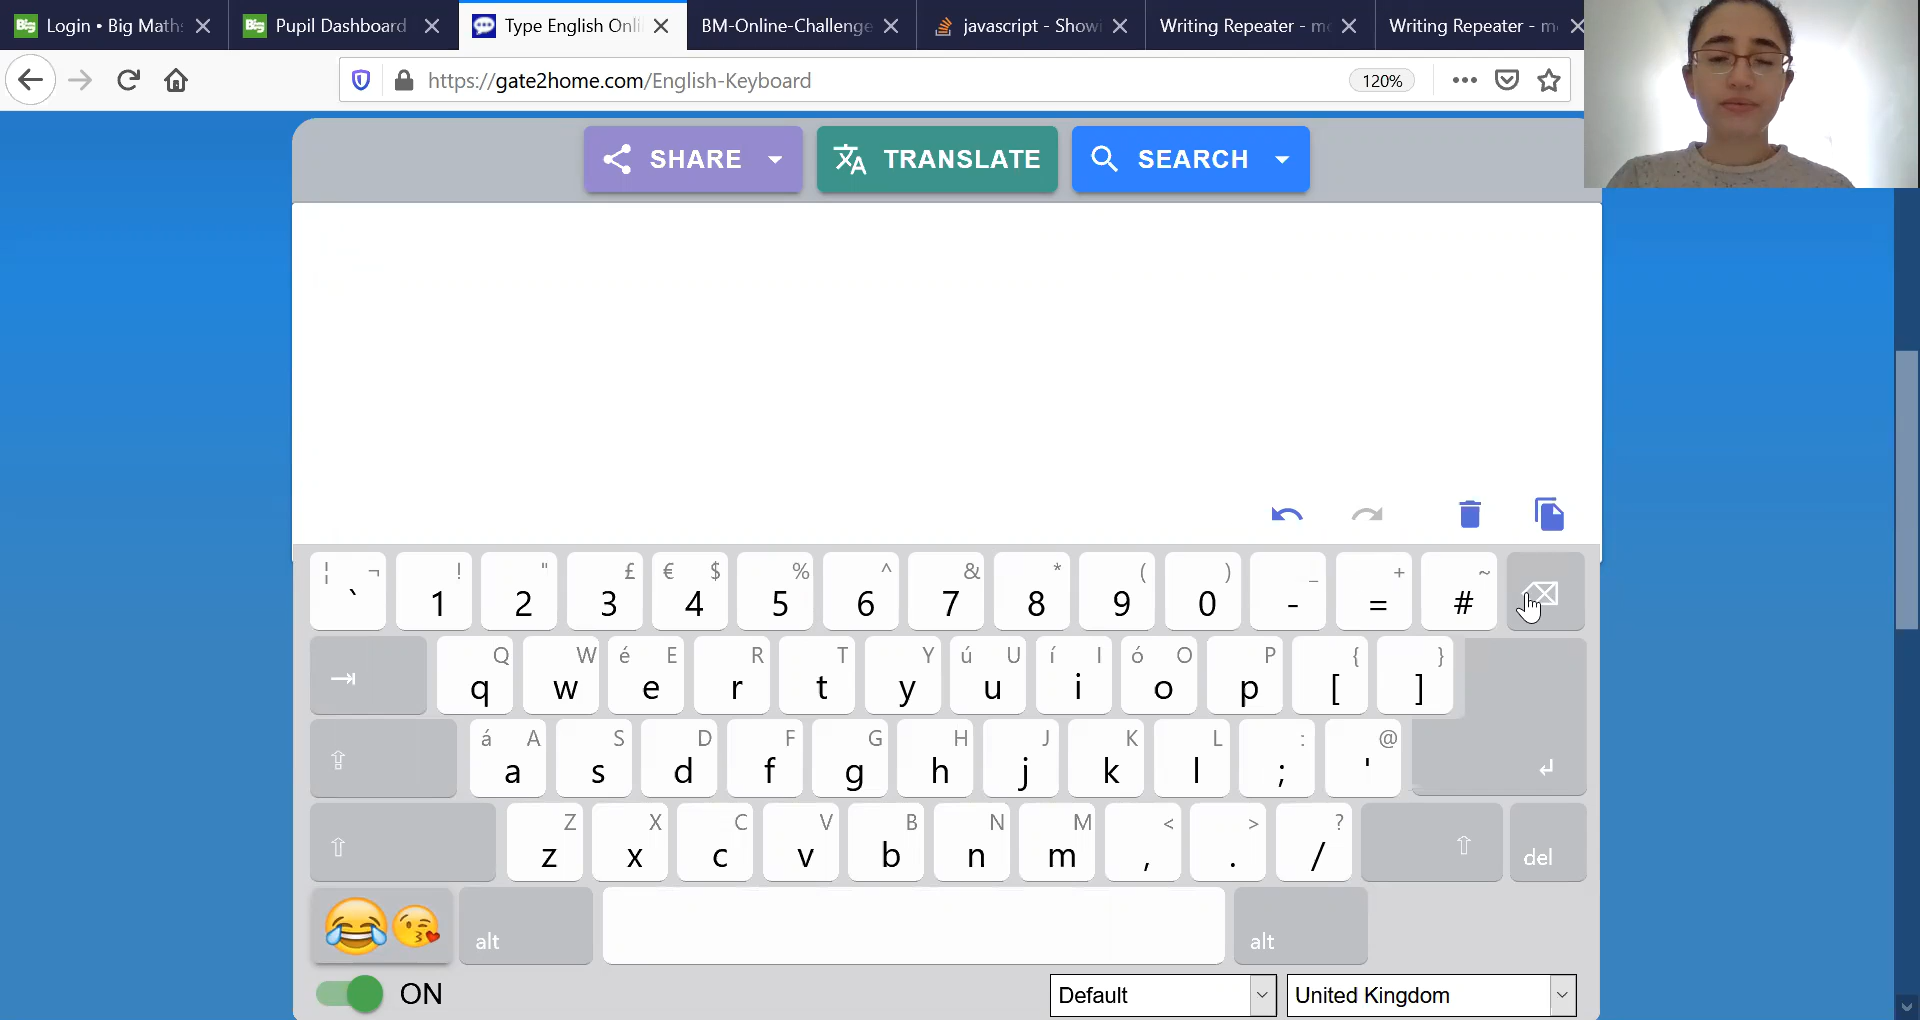 Login • Big Maths
Pupil Dashboard
Type English Onli
BM-Online-Challenge
javascript - Showi
Writing Repeater - m
Writing Repeater - m
https://gate2home.com/English-Keyboard
120%
SHARE
TRANSLATE
SEARCH
¦ ¬ ` ! 1 " 2 £ 3 € $ 4 % 5 ^ 6 & 7 * 8 ( 9 ) 0 _ - + = ~ #
Q q W w é E e R r T t Y y ú U u í I i ó O o P p { [ } ]
á A a S s D d F f G g H h J j K k L l : ; @ '
Z z X x C c V v B b N n M m < , > . ? / del
alt alt
ON
Default
United Kingdom